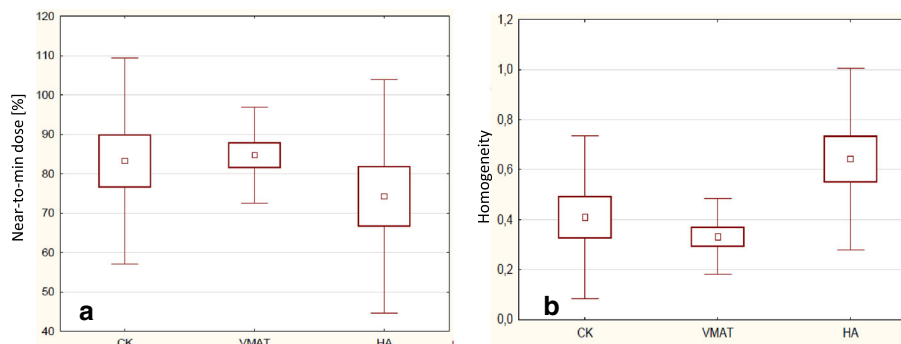 Near-to-min dose [%]
120
110
100
90
80
70
60
50
40
a
CK VMAT HA
Homogeneity
1,2
1,0
0,8
0,6
0,4
0,2
0,0
b
CK VMAT HA